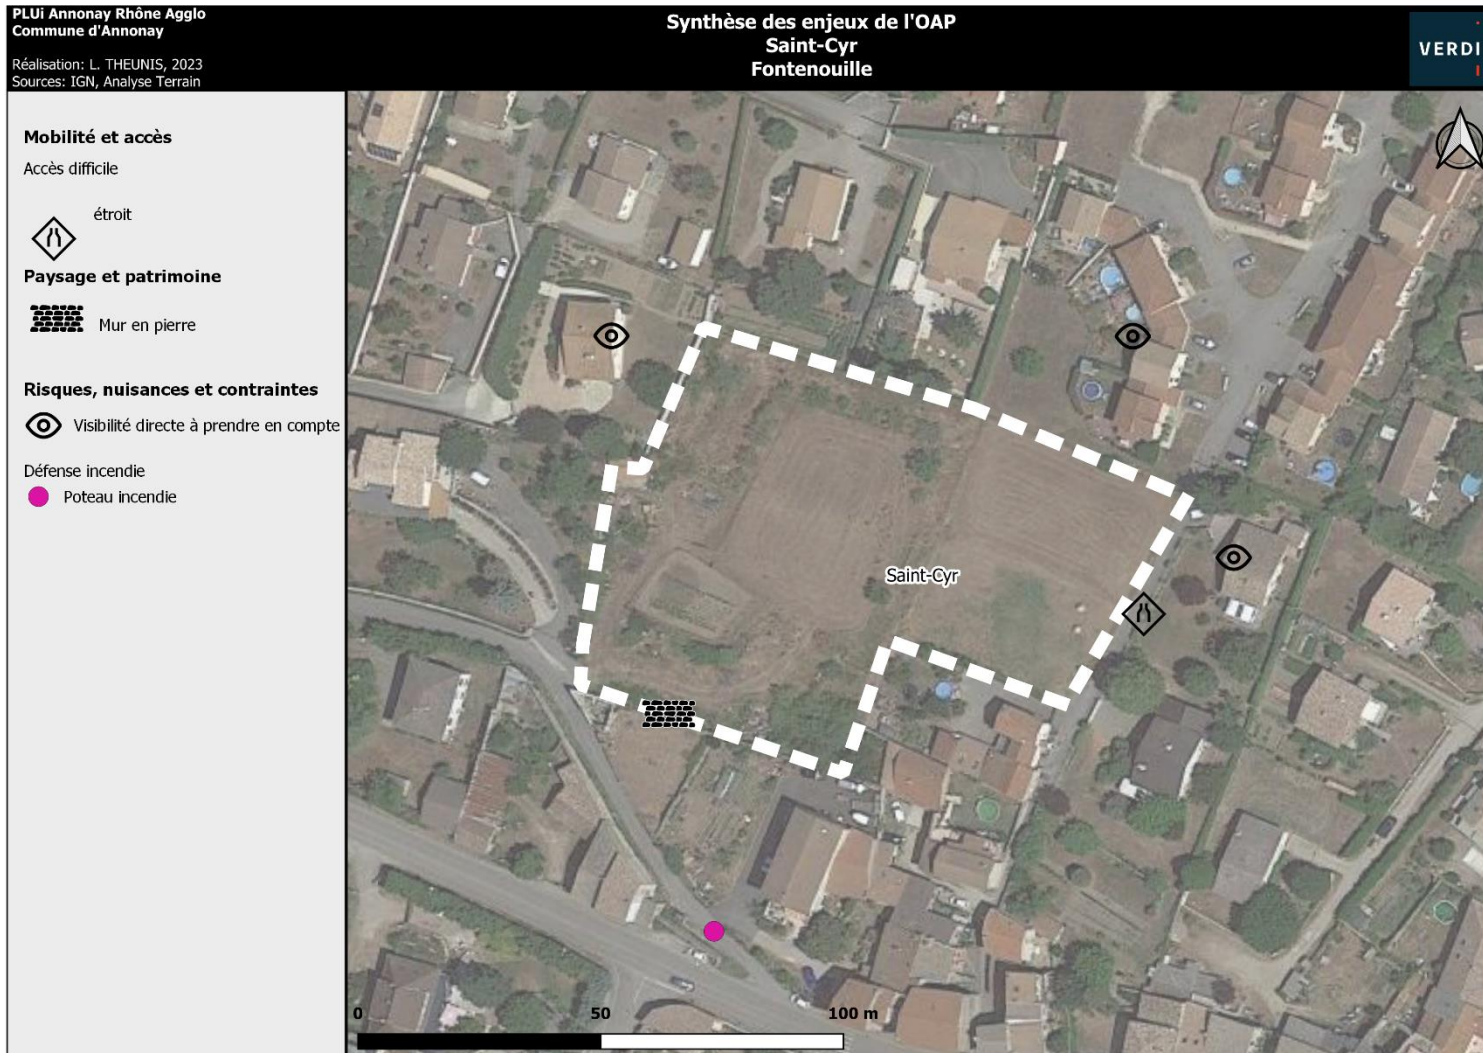 PLUi Annonay Rhône Agglo
Commune d'Annonay
Réalisation: L. THEUNIS, 2023
Sources: IGN, Analyse Terrain
Synthèse des enjeux de l'OAP
Saint-Cyr
Fontenouille
VERDI
Mobilité et accès
Accès difficile
étroit
Paysage et patrimoine
Mur en pierre
Risques, nuisances et contraintes
Visibilité directe à prendre en compte
Défense incendie
Poteau incendie
Saint-Cyr
0 50 100 m